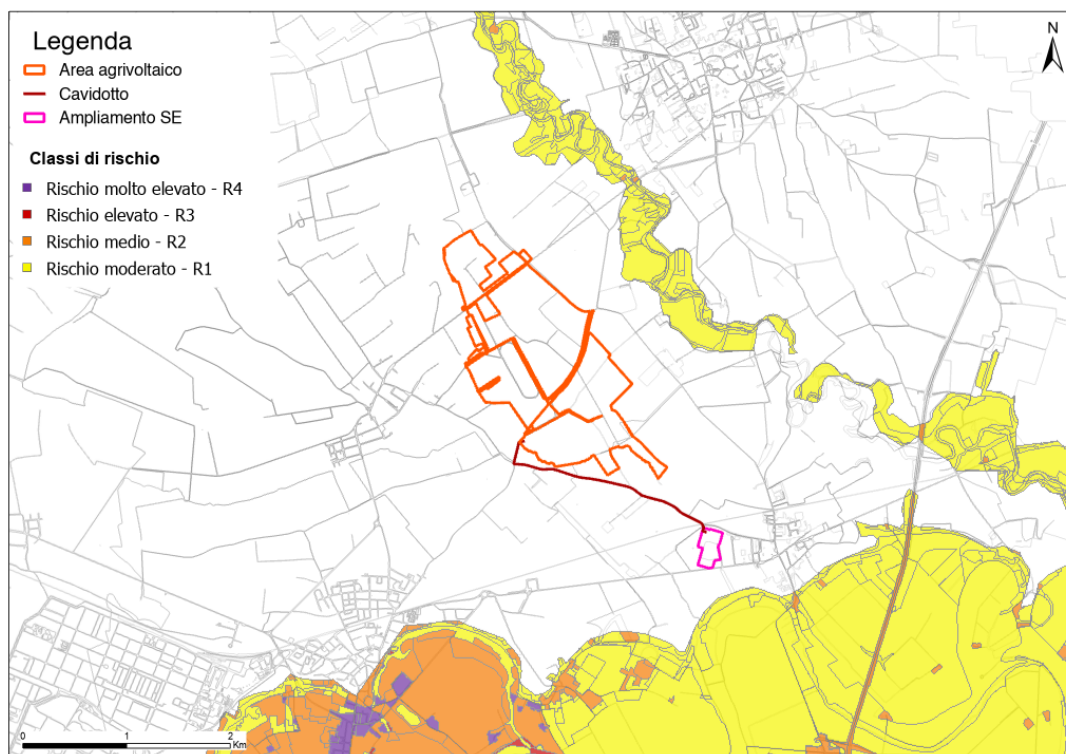 Legenda
Area agrivoltaico
Cavidotto
Ampliamento SE
Classi di rischio
Rischio molto elevato - R4
Rischio elevato - R3
Rischio medio - R2
Rischio moderato - R1
N
0 1 2
Km